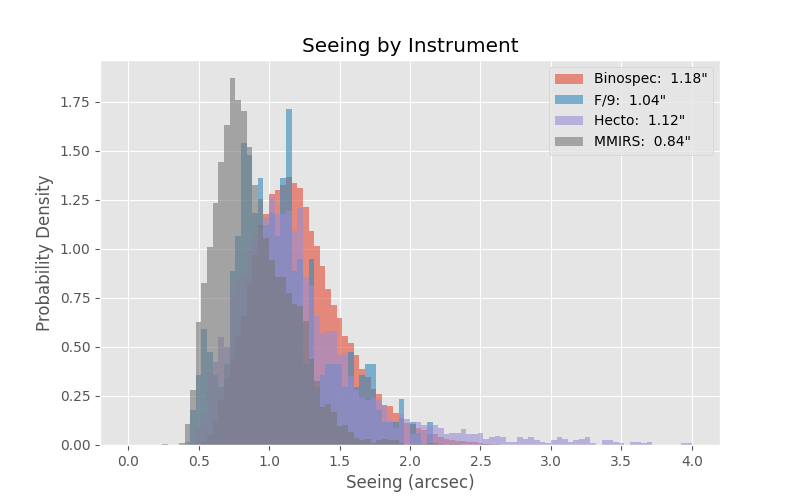 Seeing by Instrument
Binospec:  1.18"
F/9:  1.04"
Hecto:  1.12"
MMIRS:  0.84"
Probability Density
1.75
1.50
1.25
1.00
0.75
0.50
0.25
0.00
0.0 0.5 1.0 1.5 2.0 2.5 3.0 3.5 4.0
Seeing (arcsec)